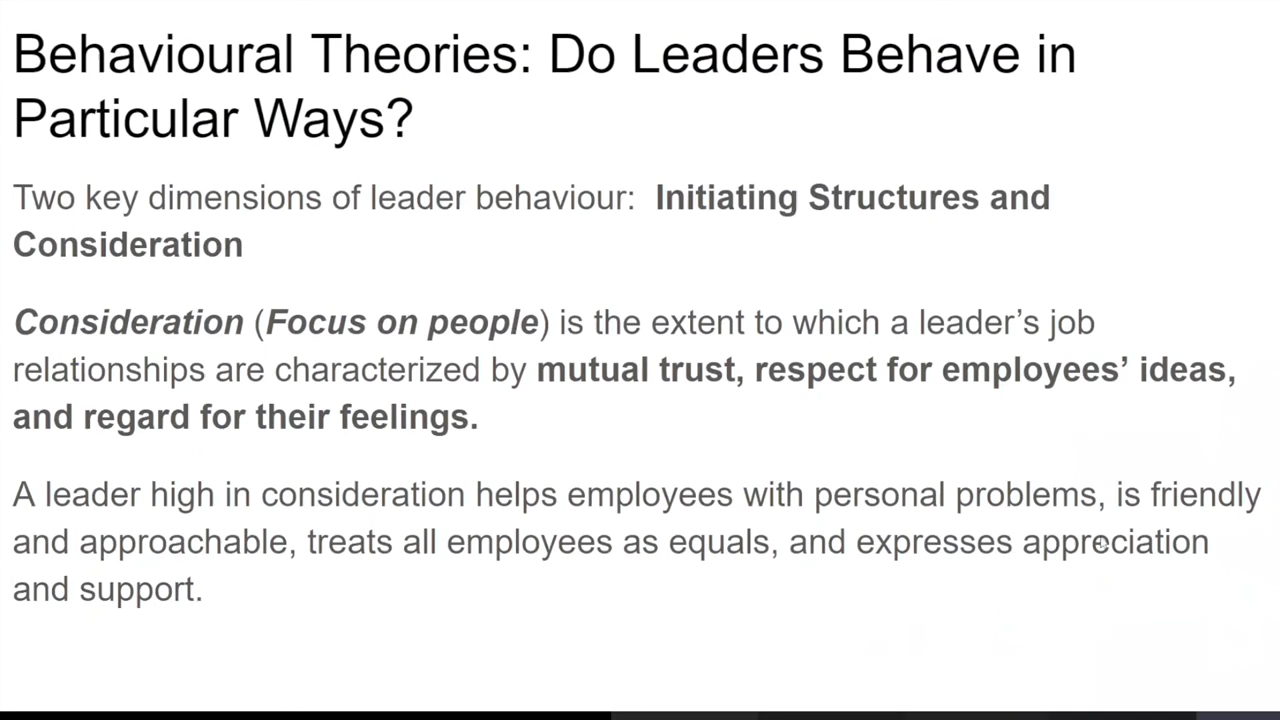 Behavioural Theories: Do Leaders Behave in
Particular Ways?
Two key dimensions of leader behaviour:  Initiating Structures and
Consideration
Consideration (Focus on people) is the extent to which a leader’s job
relationships are characterized by mutual trust, respect for employees’ ideas,
and regard for their feelings.
A leader high in consideration helps employees with personal problems, is friendly
and approachable, treats all employees as equals, and expresses appreciation
and support.